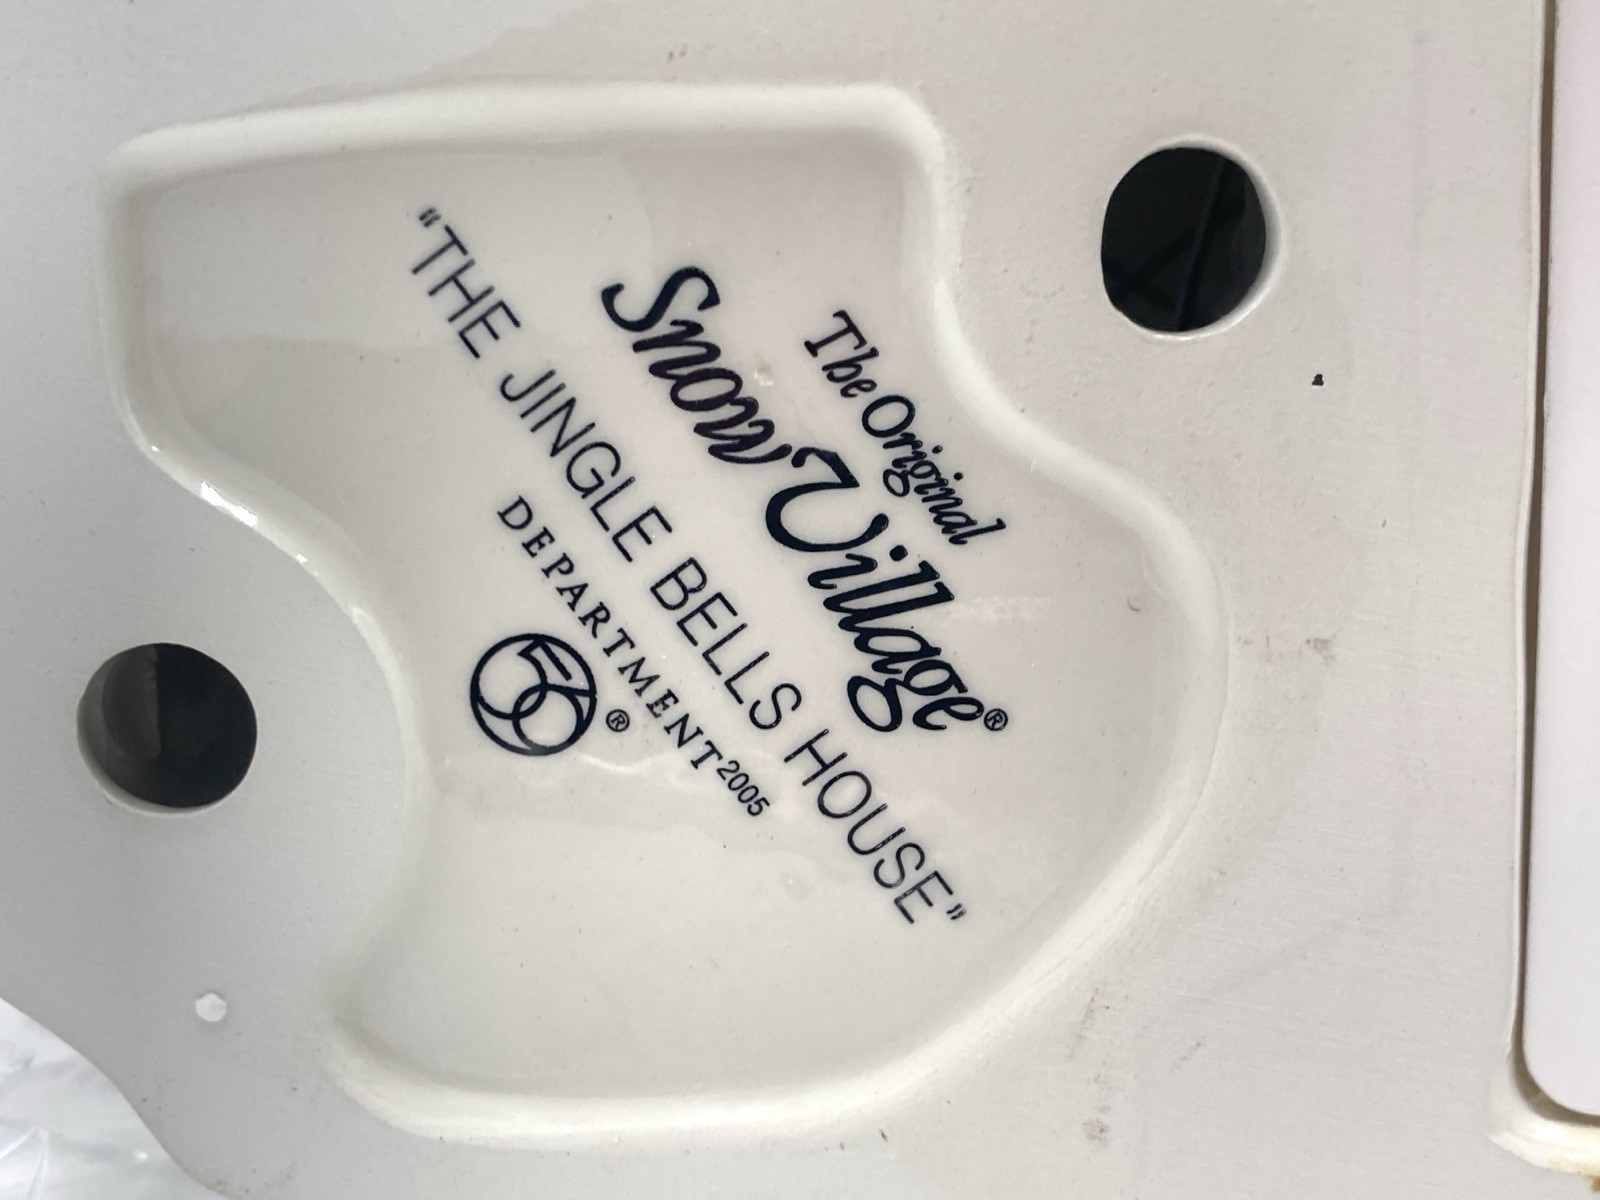 The Original
Snow Village®
"THE JINGLE BELLS HOUSE"
DEPARTMENT 2005
56 ®